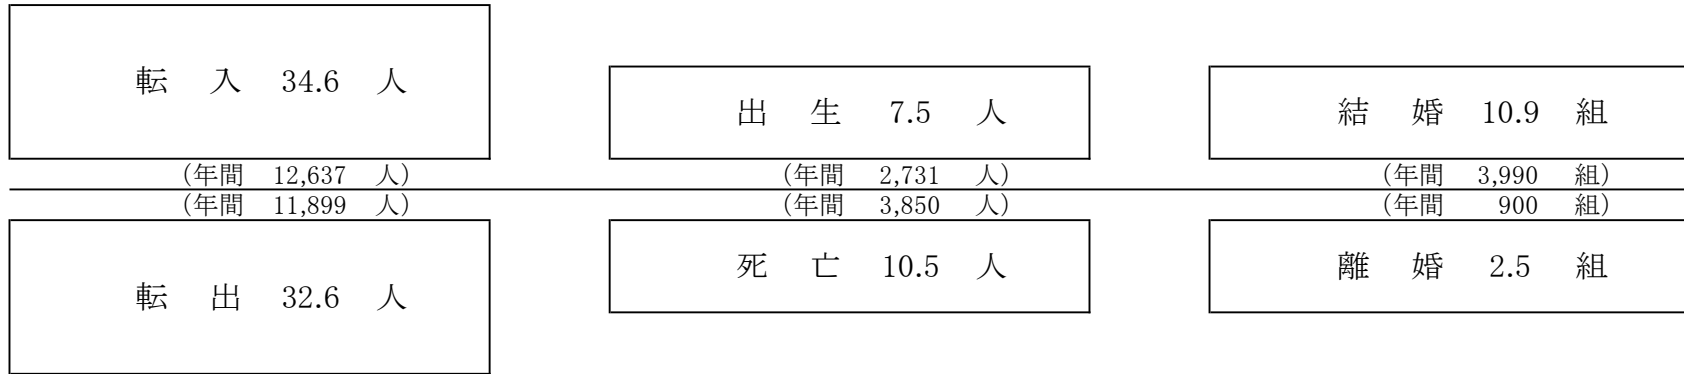 転 入 34.6 人
(年間 12,637 人)
(年間 11,899 人)
転 出 32.6 人
出 生 7.5 人
(年間 2,731 人)
(年間 3,850 人)
死 亡 10.5 人
結 婚 10.9 組
(年間 3,990 組)
(年間 900 組)
離 婚 2.5 組